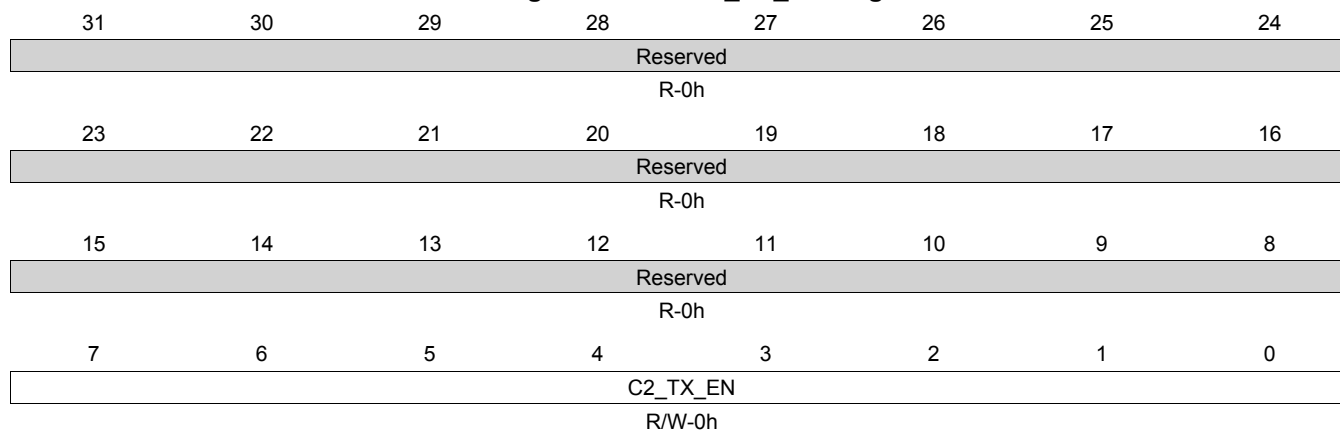 31 30 29 28 27 26 25 24
Reserved
R-0h
23 22 21 20 19 18 17 16
Reserved
R-0h
15 14 13 12 11 10 9 8
Reserved
R-0h
7 6 5 4 3 2 1 0
C2_TX_EN
R/W-0h